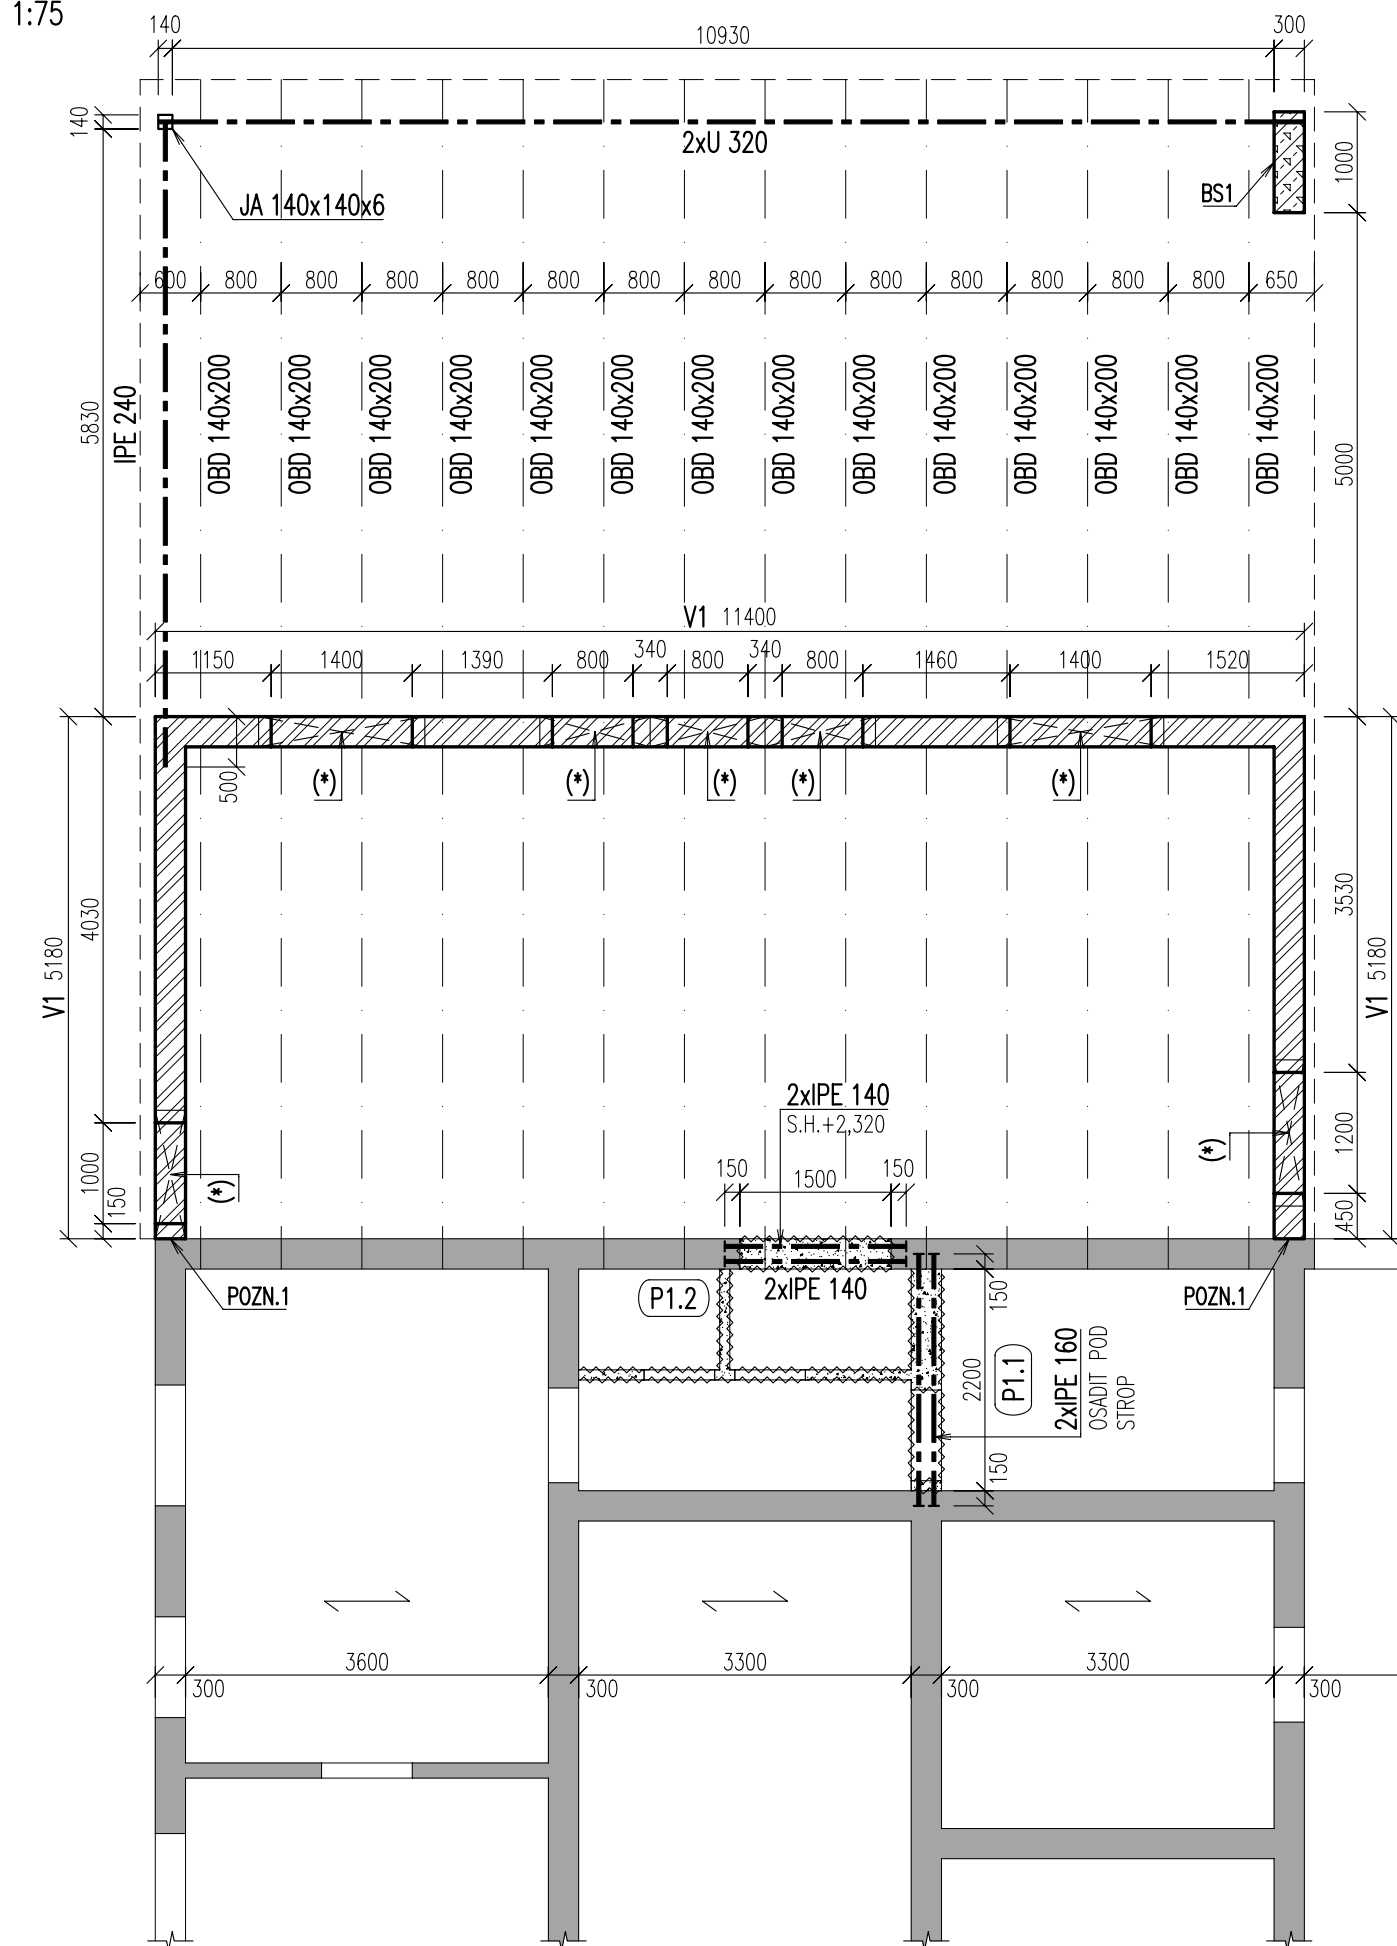 1:75
140
10930
300
140
2xU 320
1000
JA 140x140x6
BS1
600 800 800 800 800 800 800 800 800 800 800 800 800 800 650
5830
IPE 240
OBD 140x200
OBD 140x200
OBD 140x200
OBD 140x200
OBD 140x200
OBD 140x200
OBD 140x200
OBD 140x200
OBD 140x200
OBD 140x200
OBD 140x200
OBD 140x200
OBD 140x200
OBD 140x200
5000
V1 11400
1150 1400 1390 800 340 800 340 800 1460 1400 1520
500
(*)
(*)
(*)
(*)
(*)
4030
V1 5180
3530
V1 5180
2xIPE 140
S.H.+2,320
1000
150
(*)
(*)
1200
450
150 1500 150
POZN.1
P1.2
2xIPE 140
POZN.1
150
2200
150
P1.1
2xIPE 160
OSADIT POD
STROP
3600 3300 3300
300 300 300 300